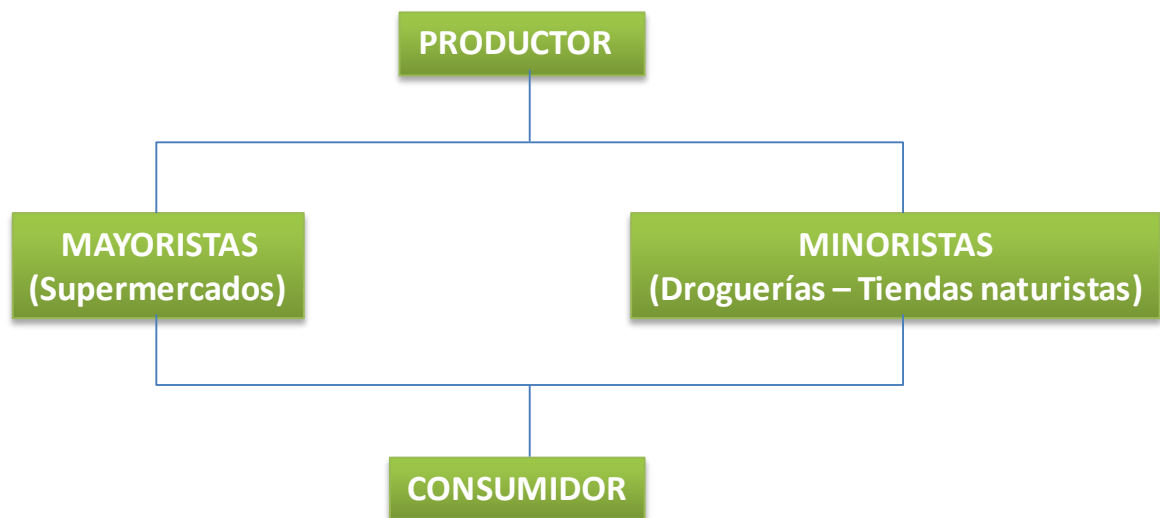 PRODUCTOR
MAYORISTAS
(Supermercados)
MINORISTAS
(Droguerías – Tiendas naturistas)
CONSUMIDOR